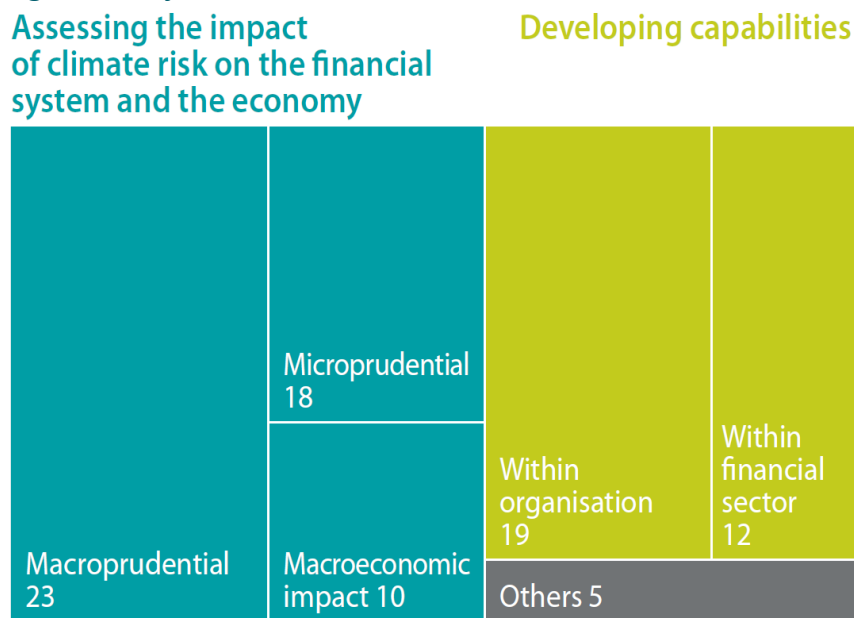 Assessing the impact
of climate risk on the financial
system and the economy
Developing capabilities
Macroprudential
23
Microprudential
18
Macroeconomic
impact 10
Within
organisation
19
Within
financial
sector
12
Others 5